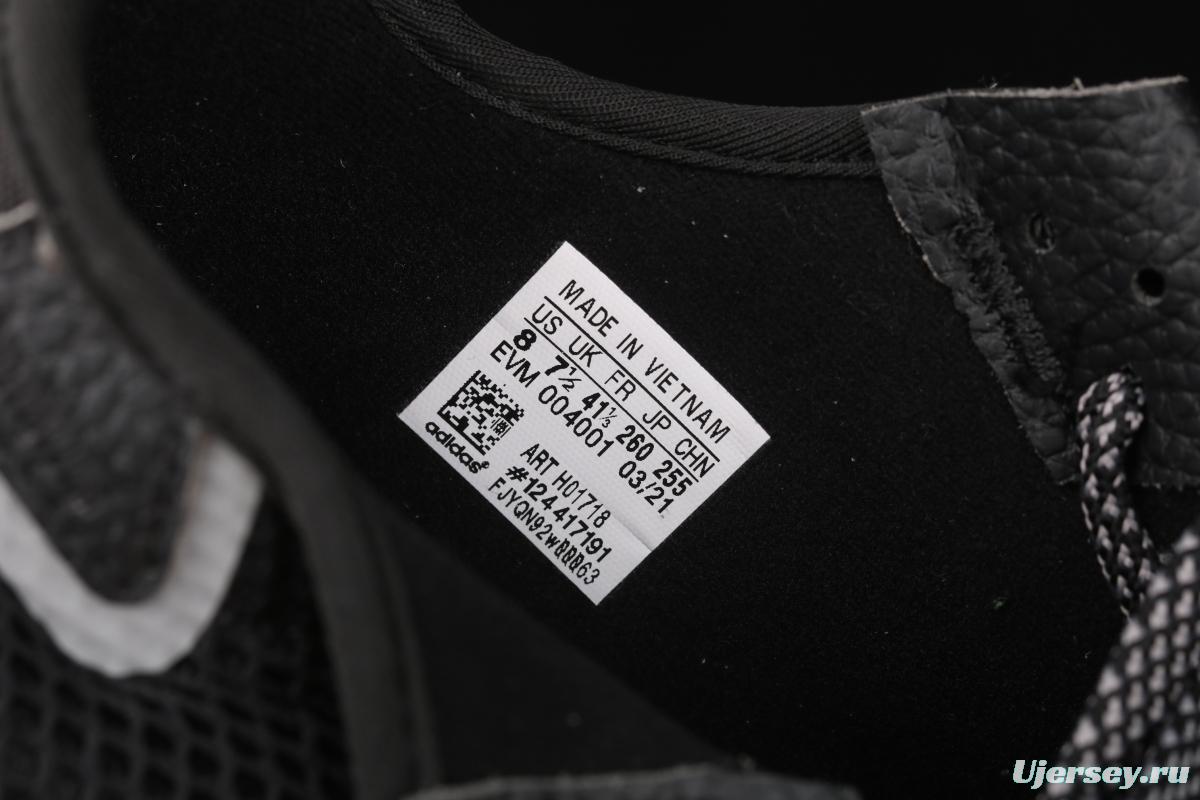 MADE IN VIETNAM
US UK FR JP CHN
8 7½ 41⅓ 260 255
EVM 004001 03/21
adidas
ART H01718
#124417191
Ujersey.ru